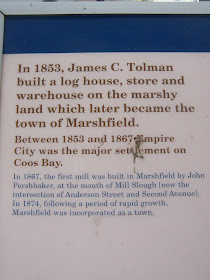 In 1853, James C. Tolman
built a log house, store and
warehouse on the marshy
land which later became the
town of Marshfield.
Between 1853 and 1867 Empire
City was the major settlement on
Coos Bay.
In 1867, the first mill was built in Marshfield by John
Pershbaker, at the mouth of Mill Slough (now the
intersection of Anderson Street and Second Avenue).
In 1874, following a period of rapid growth,
Marshfield was incorporated as a town.